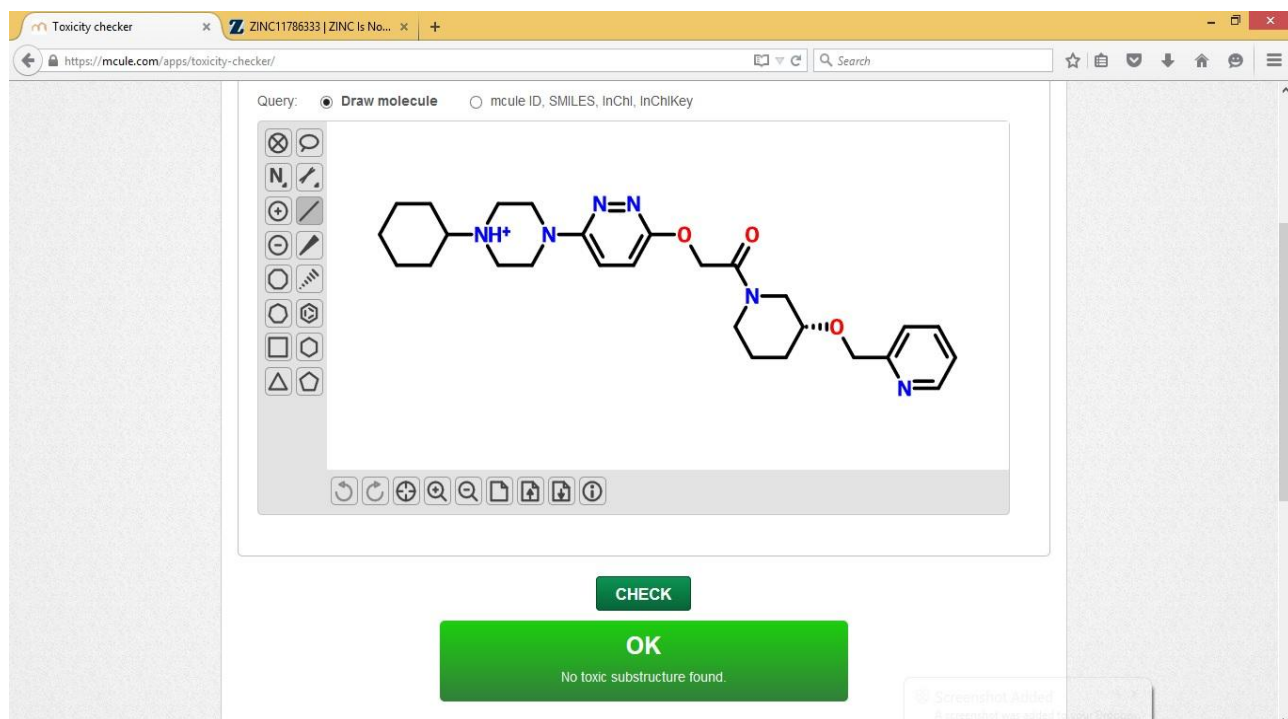 Toxicity checker
ZINC11786333 | ZINC Is No...
https://mcule.com/apps/toxicity-checker/
Search
Query: Draw molecule mcule ID, SMILES, InChI, InChIKey
N
N=N
NH+ N O O
N
O
N
CHECK
OK
No toxic substructure found.
Screenshot Added